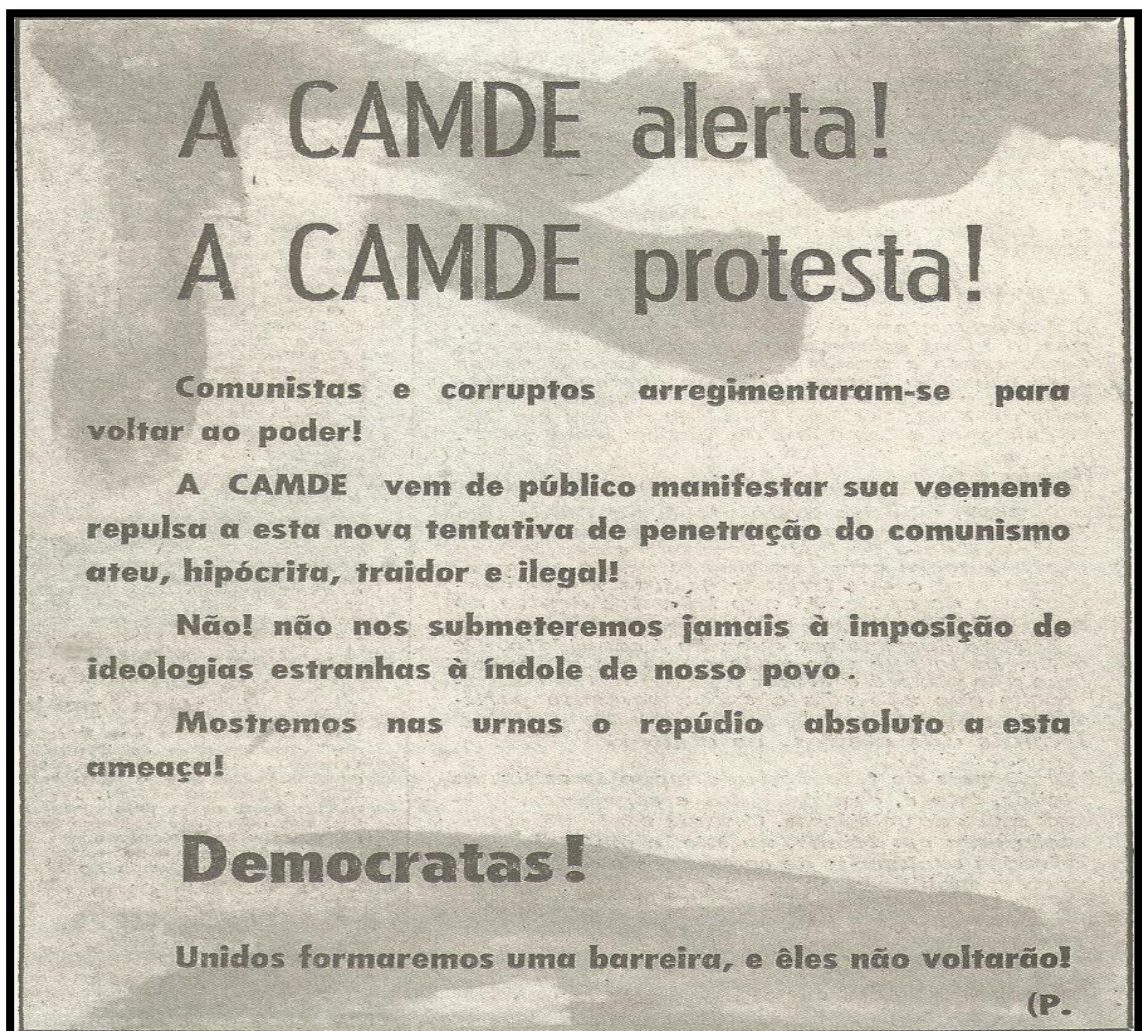 A CAMDE alerta!
A CAMDE protesta!
Comunistas e corruptos arregimentaram-se para
voltar ao poder!
A CAMDE vem de público manifestar sua veemente
repulsa a esta nova tentativa de penetração do comunismo
ateu, hipócrita, traidor e ilegal!
Não! não nos submeteremos jamais à imposição de
ideologias estranhas à índole de nosso povo.
Mostremos nas urnas o repúdio absoluto a esta
ameaça!
Democratas!
Unidos formaremos uma barreira, e êles não voltarão!
(P.